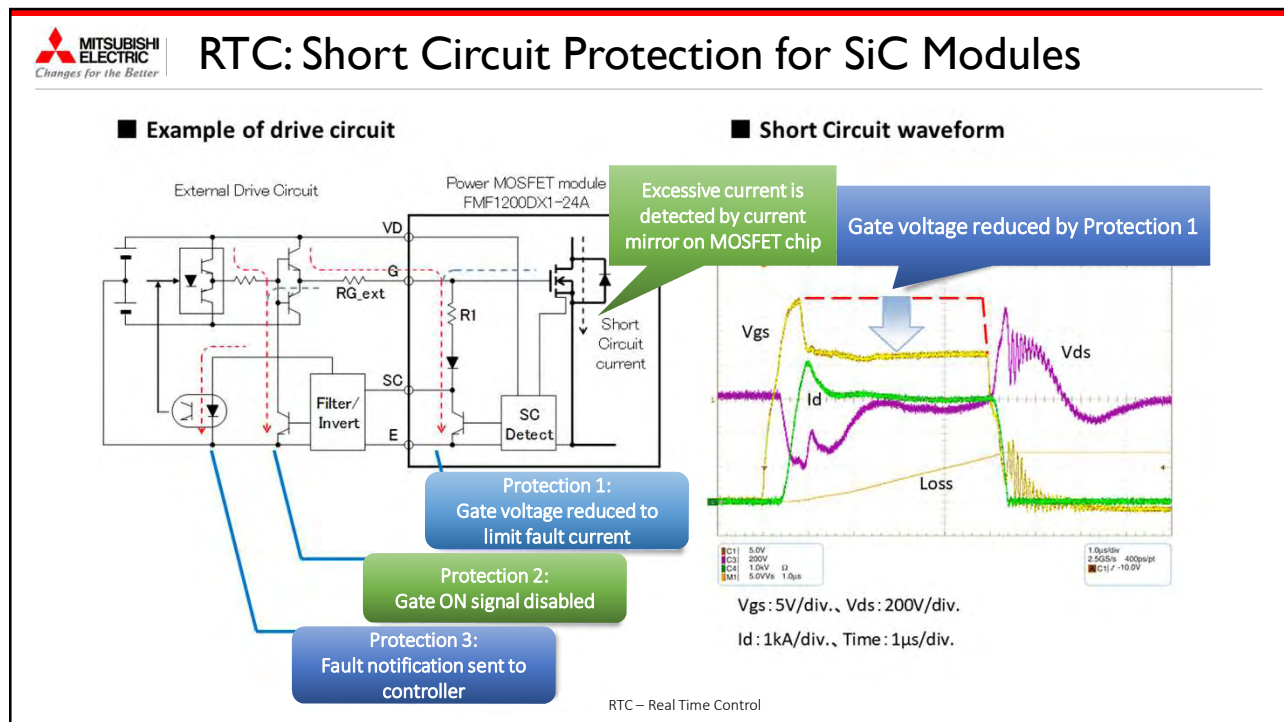 MITSUBISHI
ELECTRIC
Changes for the Better
RTC: Short Circuit Protection for SiC Modules
■ Example of drive circuit
■ Short Circuit waveform
External Drive Circuit
Power MOSFET module
FMF1200DX1-24A
Excessive current is
detected by current
mirror on MOSFET chip
Gate voltage reduced by Protection 1
VD
G
RG_ext
R1
Short
Circuit
current
SC
Filter/
Invert
E
SC
Detect
Vgs
Vds
Id
Loss
Protection 1:
Gate voltage reduced to
limit fault current
Protection 2:
Gate ON signal disabled
Protection 3:
Fault notification sent to
controller
C1 5.0V
C3 200V
C4 1.0kV Ω
M1 5.0VVs 1.0µs
1.0µs/div
2.5GS/s 400ps/pt
A C1 / -10.0V
Vgs : 5V/div.、Vds : 200V/div.
Id : 1kA/div.、Time : 1µs/div.
RTC – Real Time Control